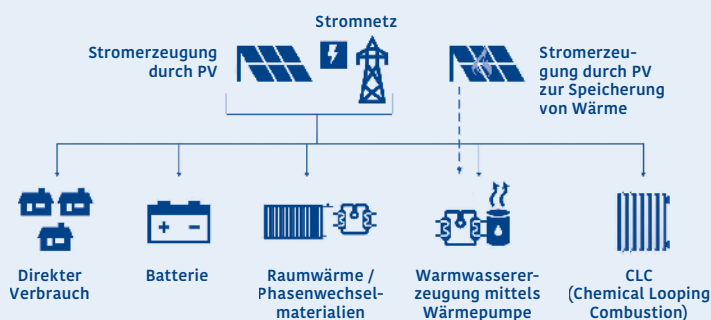 Stromnetz
Stromerzeugung
durch PV
Stromerzeu-
gung durch PV
zur Speicherung
von Wärme
Direkter
Verbrauch
Batterie
Raumwärme /
Phasenwechsel-
materialien
Warmwasserer-
zeugung mittels
Wärmepumpe
CLC
(Chemical Looping
Combustion)